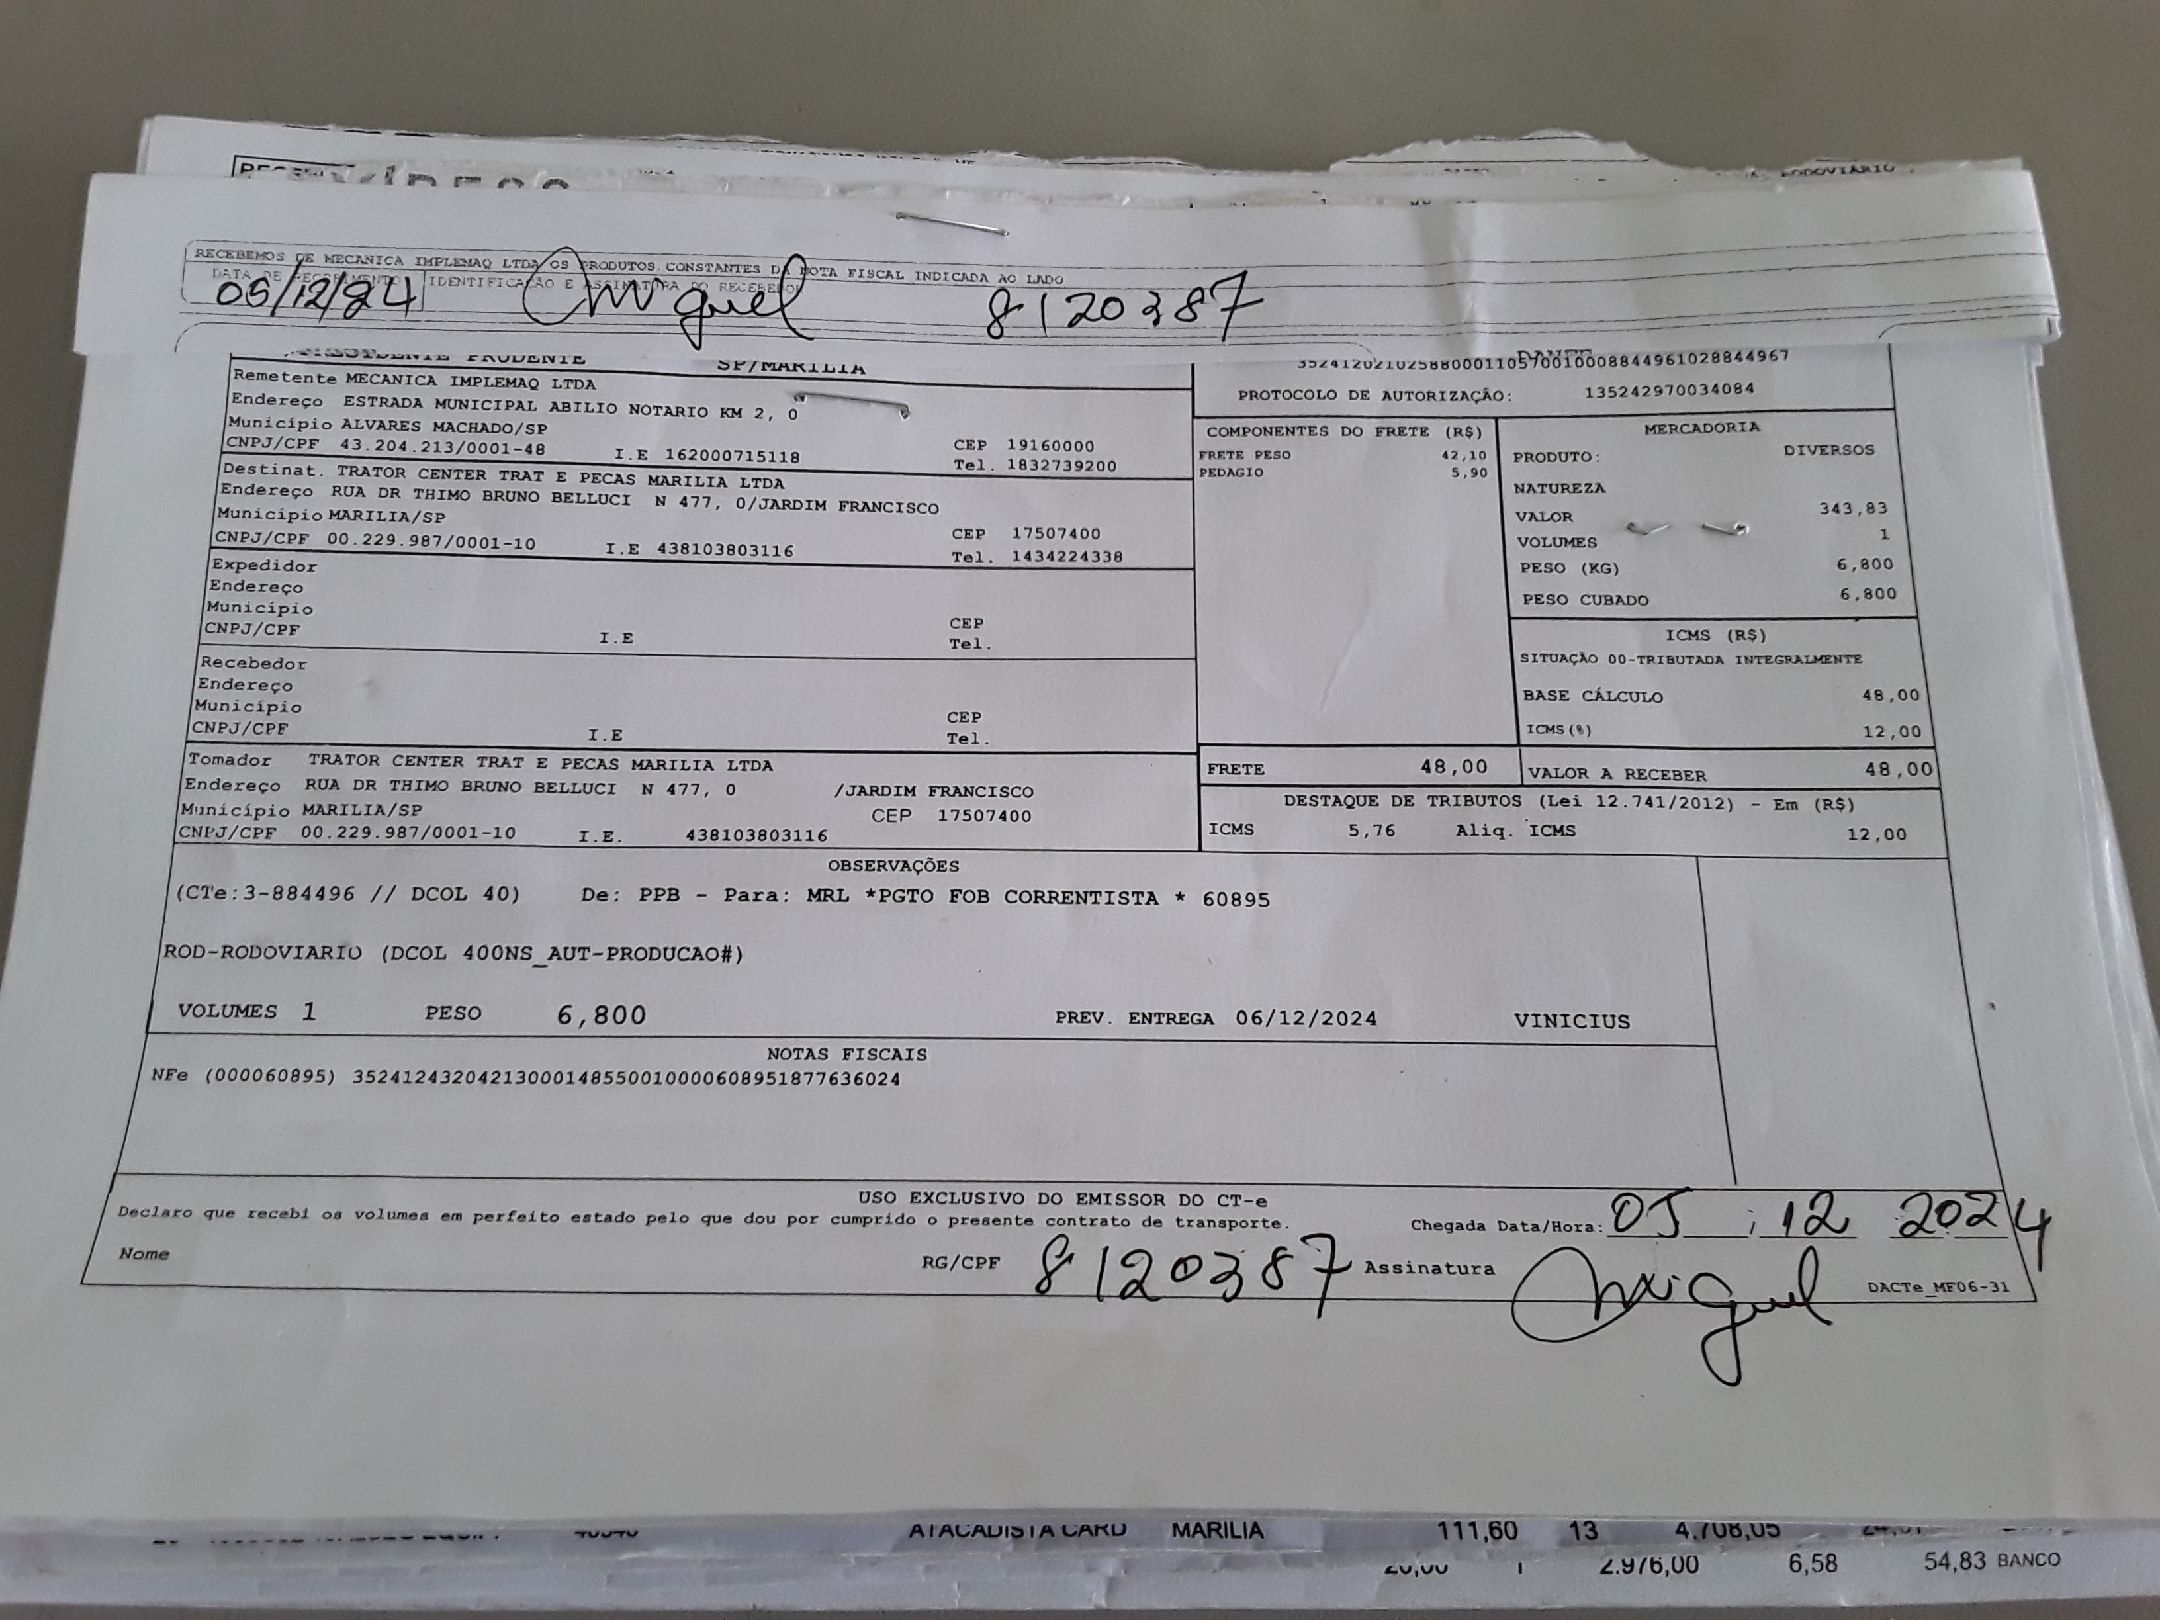 RECEBEMOS DE MECANICA IMPLEMAQ LTDA OS PRODUTOS CONSTANTES DA NOTA FISCAL INDICADA AO LADO
DATA DE RECEBIMENTO IDENTIFICAÇÃO E ASSINATURA DO RECEBEDOR
05/12/24 Miguel 8120387
PRESIDENTE PRUDENTE SP/MARILIA
Remetente MECANICA IMPLEMAQ LTDA
Endereço ESTRADA MUNICIPAL ABILIO NOTARIO KM 2, 0
Município ALVARES MACHADO/SP CEP 19160000
CNPJ/CPF 43.204.213/0001-48 I.E 162000715118 Tel. 1832739200
Destinat. TRATOR CENTER TRAT E PECAS MARILIA LTDA
Endereço RUA DR THIMO BRUNO BELLUCI N 477, 0/JARDIM FRANCISCO
Município MARILIA/SP CEP 17507400
CNPJ/CPF 00.229.987/0001-10 I.E 438103803116 Tel. 1434224338
Expedidor
Endereço
Município CEP
CNPJ/CPF I.E Tel.
Recebedor
Endereço
Município CEP
CNPJ/CPF I.E Tel.
Tomador TRATOR CENTER TRAT E PECAS MARILIA LTDA
Endereço RUA DR THIMO BRUNO BELLUCI N 477, 0 /JARDIM FRANCISCO
Município MARILIA/SP CEP 17507400
CNPJ/CPF 00.229.987/0001-10 I.E. 438103803116
35241202102588000110570010008844961028844967
PROTOCOLO DE AUTORIZAÇÃO: 135242970034084
COMPONENTES DO FRETE (R$)
FRETE PESO 42,10
PEDAGIO 5,90
MERCADORIA
PRODUTO: DIVERSOS
NATUREZA
VALOR 343,83
VOLUMES 1
PESO (KG) 6,800
PESO CUBADO 6,800
ICMS (R$)
SITUAÇÃO 00-TRIBUTADA INTEGRALMENTE
BASE CÁLCULO 48,00
ICMS(%) 12,00
FRETE 48,00 VALOR A RECEBER 48,00
DESTAQUE DE TRIBUTOS (Lei 12.741/2012) - Em (R$)
ICMS 5,76 Aliq. ICMS 12,00
OBSERVAÇÕES
(CTe:3-884496 // DCOL 40) De: PPB - Para: MRL *PGTO FOB CORRENTISTA * 60895
ROD-RODOVIARIO (DCOL 400NS_AUT-PRODUCAO#)
VOLUMES 1 PESO 6,800 PREV. ENTREGA 06/12/2024 VINICIUS
NOTAS FISCAIS
NFe (000060895) 35241243204213000148550010000608951877636024
USO EXCLUSIVO DO EMISSOR DO CT-e
Declaro que recebi os volumes em perfeito estado pelo que dou por cumprido o presente contrato de transporte. Chegada Data/Hora: 05 12 2024
Nome RG/CPF 8120387 Assinatura Miguel DACTe_MF06-31
ATACADISTA CARD MARILIA 111,60 13 4.708,05
2.976,00 6,58 54,83 BANCO